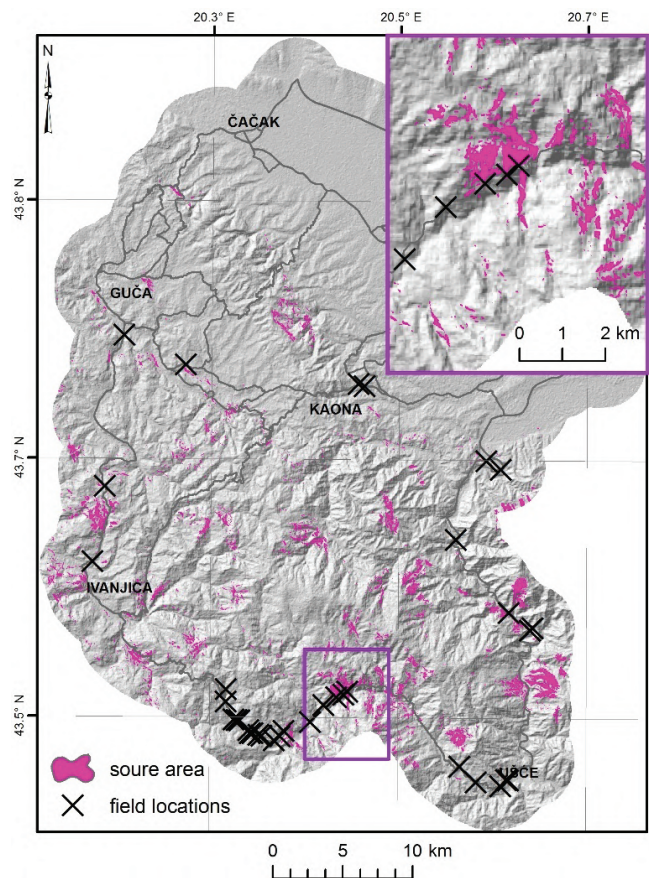 20.3 °E
20.5 °E
20.7 °E
N
ČAČAK
43.8 ° N
GUČA
0 1 2 km
KAONA
43.7 ° N
IVANJICA
43.5 ° N
UŠĆE
soure area
field locations
0 5 10 km